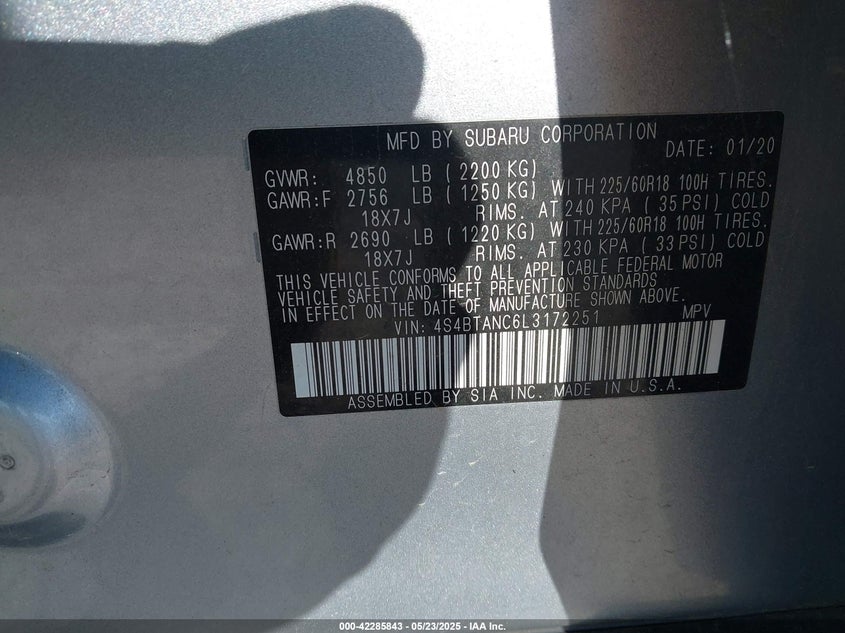 MFD BY SUBARU CORPORATION
DATE: 01/20
GVWR: 4850 LB ( 2200 KG)
GAWR:F 2756 LB ( 1250 KG) WITH 225/60R18 100H TIRES.
18X7J RIMS. AT 240 KPA ( 35 PSI) COLD
GAWR:R 2690 LB ( 1220 KG) WITH 225/60R18 100H TIRES.
18X7J RIMS. AT 230 KPA ( 33 PSI) COLD
THIS VEHICLE CONFORMS TO ALL APPLICABLE FEDERAL MOTOR
VEHICLE SAFETY AND THEFT PREVENTION STANDARDS
IN EFFECT ON THE DATE OF MANUFACTURE SHOWN ABOVE.
VIN: 4S4BTANC6L3172251 MPV
ASSEMBLED BY SIA INC. MADE IN U.S.A.
000-42285843 - 05/23/2025 - IAA Inc.